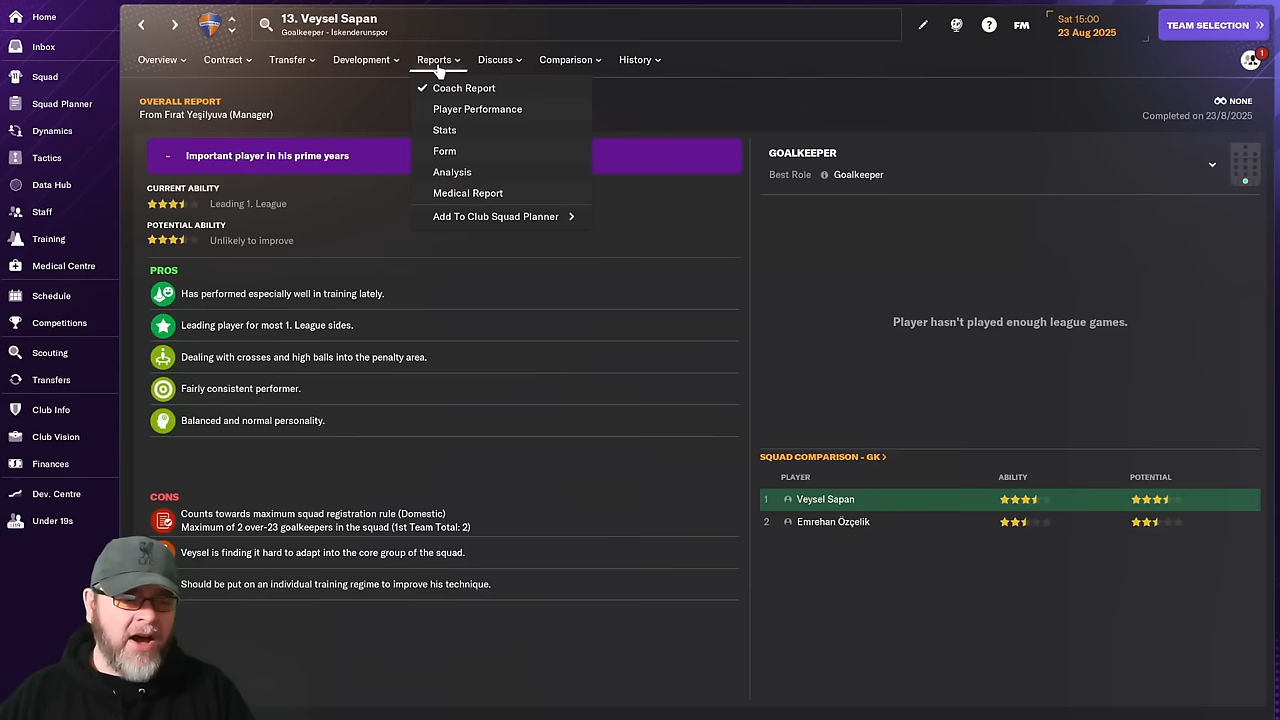 Home
Inbox
Squad
Squad Planner
Dynamics
Tactics
Data Hub
Staff
Training
Medical Centre
Schedule
Competitions
Scouting
Transfers
Club Info
Club Vision
Finances
Dev. Centre
Under 19s
13. Veysel Sapan
Goalkeeper - İskenderunspor
FM
Sat 15:00
23 Aug 2025
TEAM SELECTION
1
Overview
Contract
Transfer
Development
Reports
Discuss
Comparison
History
Coach Report
Player Performance
Stats
Form
Analysis
Medical Report
Add To Club Squad Planner
OVERALL REPORT
From Fırat Yeşilyuva (Manager)
NONE
Completed on 23/8/2025
- Important player in his prime years
CURRENT ABILITY
Leading 1. League
POTENTIAL ABILITY
Unlikely to improve
PROS
Has performed especially well in training lately.
Leading player for most 1. League sides.
Dealing with crosses and high balls into the penalty area.
Fairly consistent performer.
Balanced and normal personality.
CONS
Counts towards maximum squad registration rule (Domestic)
Maximum of 2 over-23 goalkeepers in the squad (1st Team Total: 2)
Veysel is finding it hard to adapt into the core group of the squad.
Should be put on an individual training regime to improve his technique.
GOALKEEPER
Best Role Goalkeeper
Player hasn't played enough league games.
SQUAD COMPARISON - GK
PLAYER ABILITY POTENTIAL
1 Veysel Sapan
2 Emrehan Özçelik